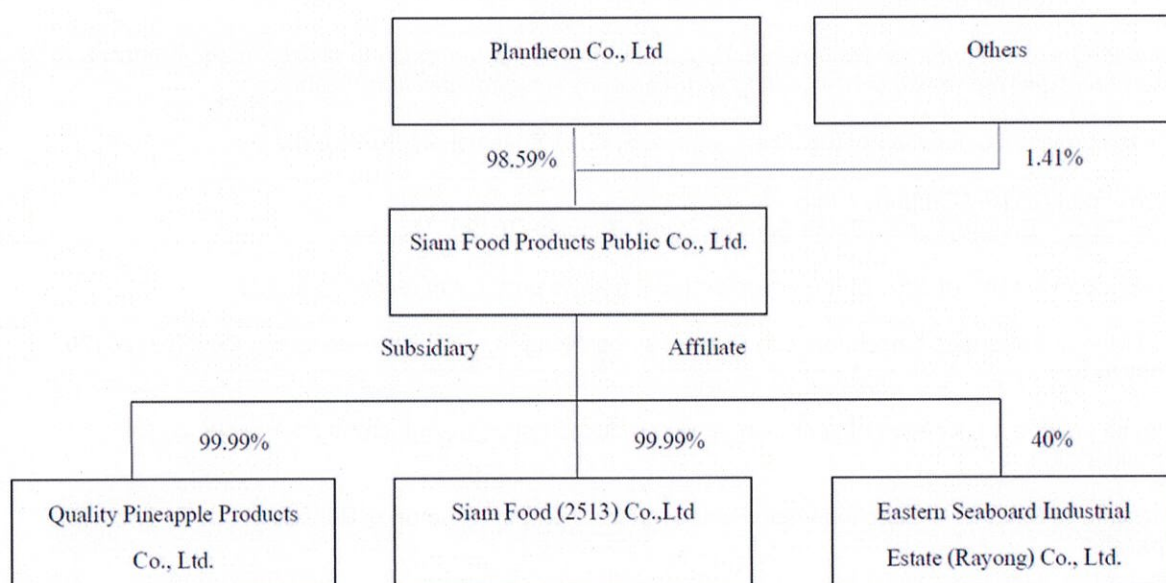 Plantheon Co., Ltd
Others
98.59%
1.41%
Siam Food Products Public Co., Ltd.
Subsidiary
Affiliate
99.99%
99.99%
40%
Quality Pineapple Products
Co., Ltd.
Siam Food (2513) Co.,Ltd
Eastern Seaboard Industrial
Estate (Rayong) Co., Ltd.